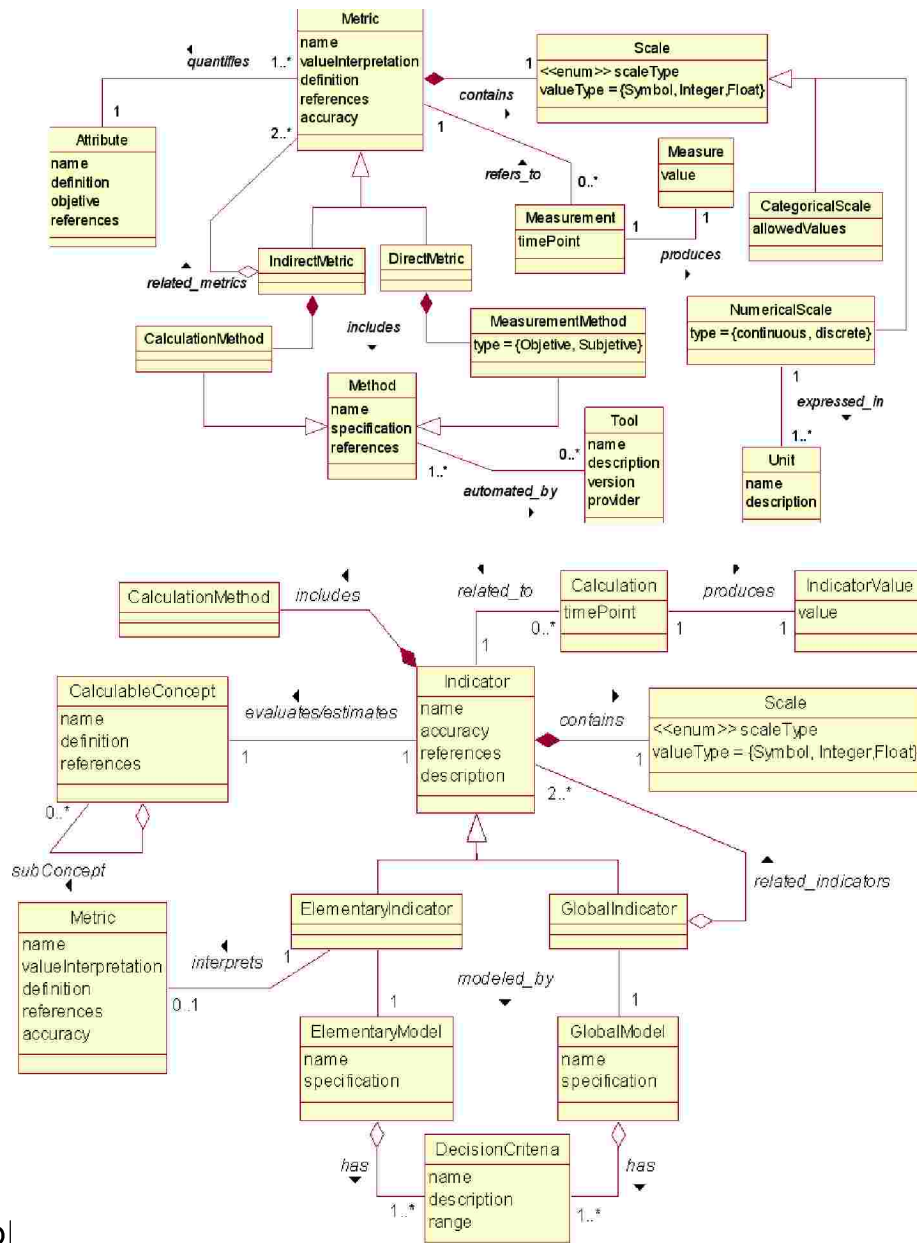 Metric
name
valueInterpretation
definition
references
accuracy
quantifies
1..*
1
Attribute
name
definition
objetive
references
2..*
related_metrics
contains
1
Scale
<<enum>> scaleType
valueType = {Symbol, Integer,Float}
1
refers_to
0..*
Measurement
timePoint
1
1
produces
Measure
value
CategoricalScale
allowedValues
NumericalScale
type = {continuous, discrete}
1
expressed_in
1..*
Unit
name
description
IndirectMetric
DirectMetric
CalculationMethod
includes
MeasurementMethod
type = {Objetive, Subjetive}
Method
name
specification
references
1..*
automated_by
0..*
Tool
name
description
version
provider
CalculationMethod
includes
related_to
Calculation
timePoint
produces
IndicatorValue
value
1
0..*
1
1
Indicator
name
accuracy
references
description
CalculableConcept
name
definition
references
evaluates/estimates
1
1
contains
1
Scale
<<enum>> scaleType
valueType = {Symbol, Integer,Float}
0..*
subConcept
2..*
related_indicators
Metric
name
valueInterpretation
definition
references
accuracy
interprets
1
0..1
ElementaryIndicator
GlobalIndicator
modeled_by
1
1
ElementaryModel
name
specification
GlobalModel
name
specification
has
1..*
DecisionCriteria
name
description
range
has
1..*